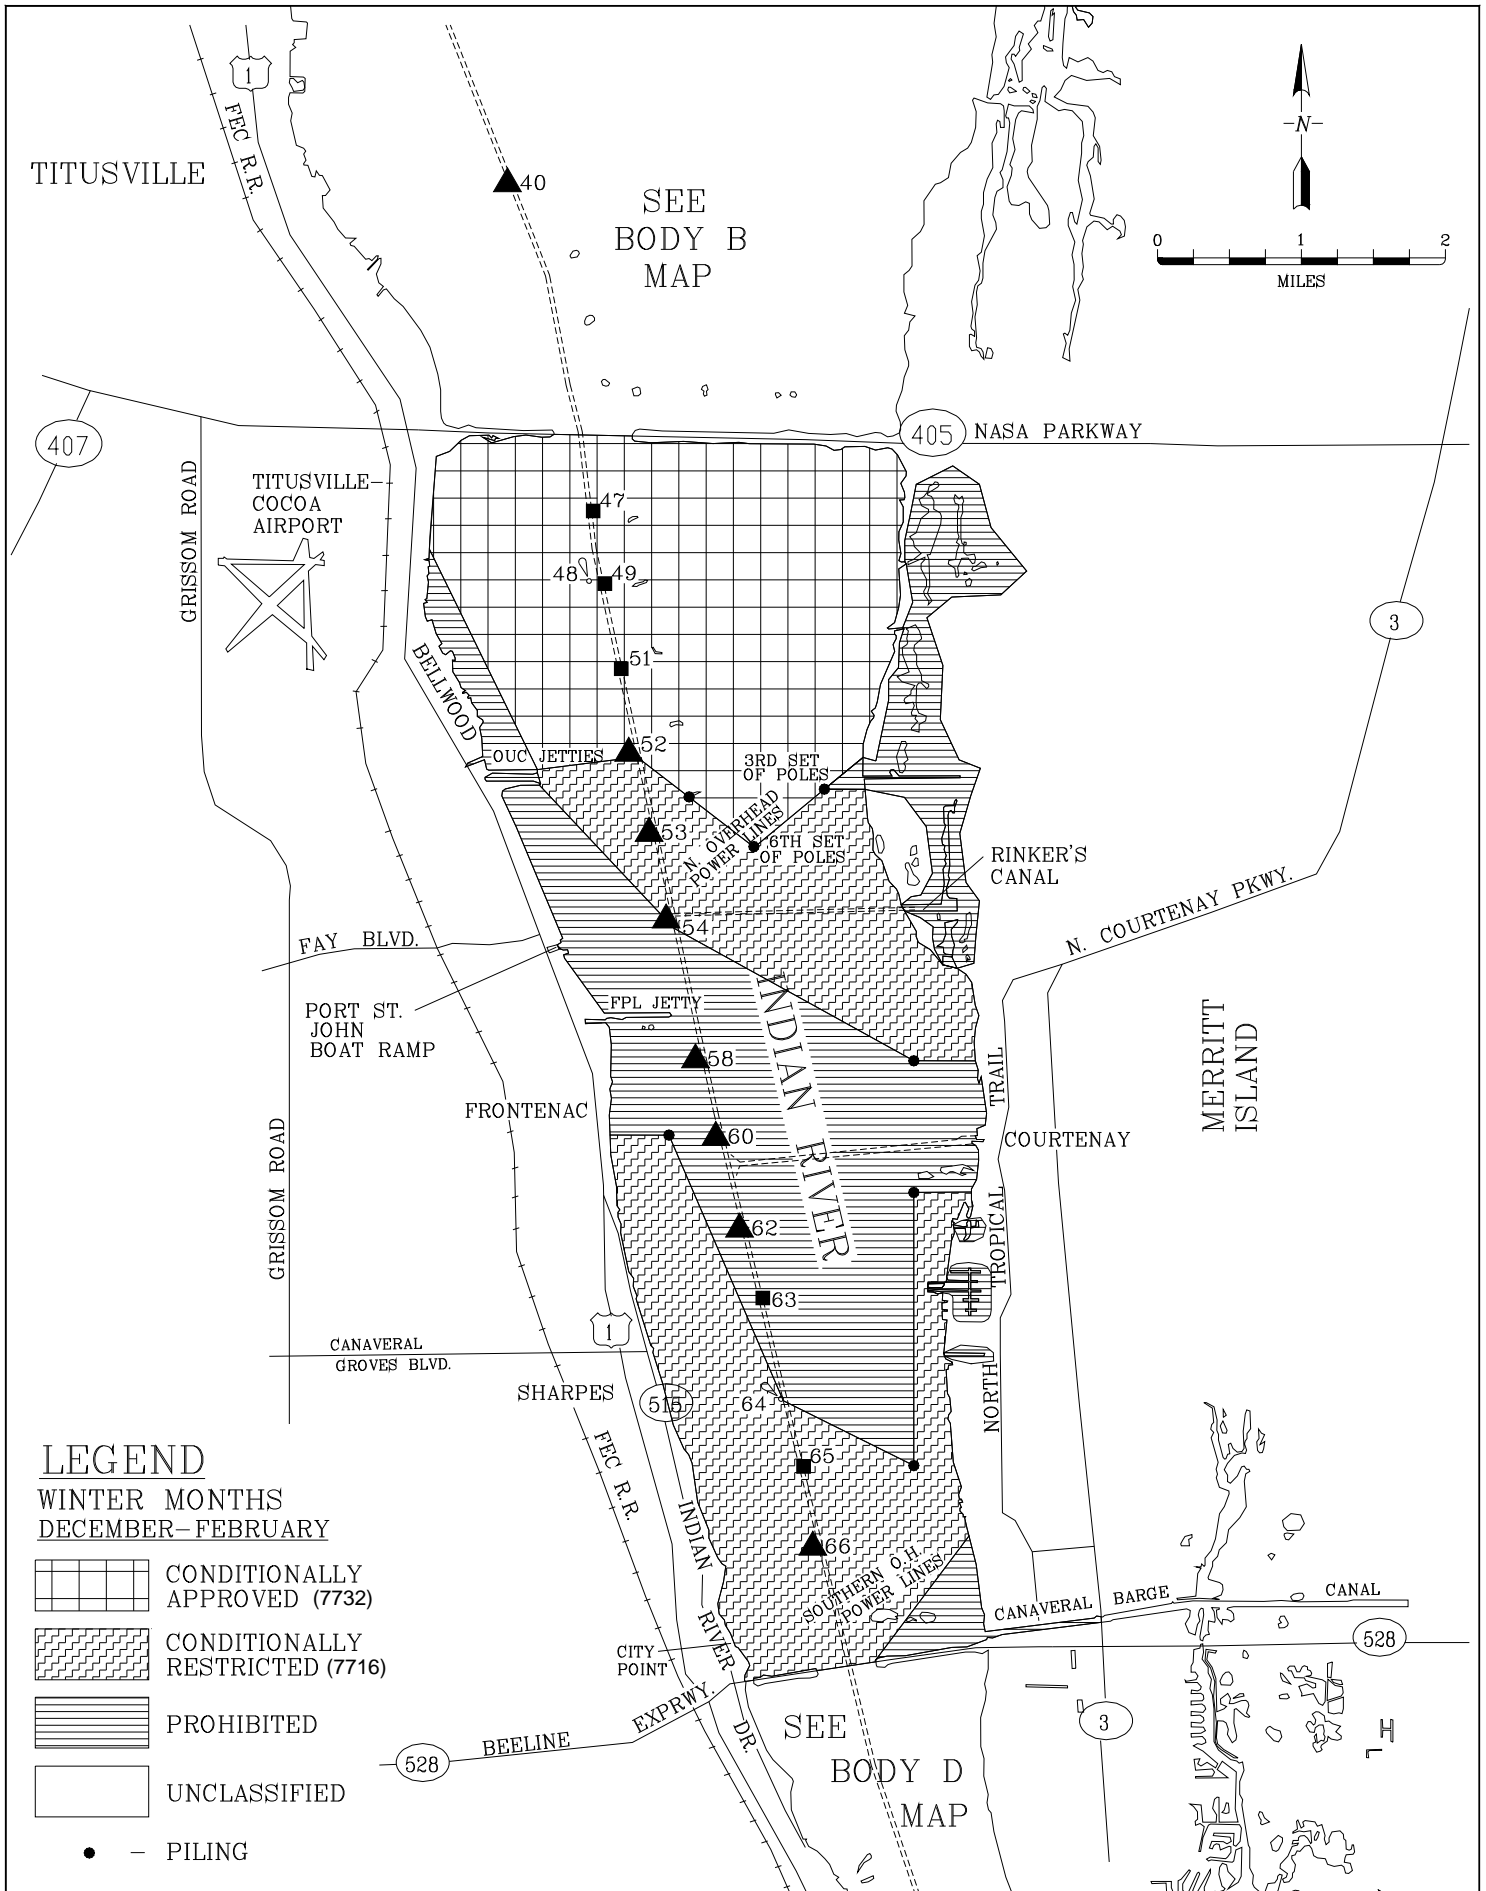 1
FEC R.R.
TITUSVILLE
40
SEE
BODY B
MAP
-N-
0 1 2
MILES
407
405
NASA PARKWAY
GRISSOM ROAD
TITUSVILLE-
COCOA
AIRPORT
47
48
49
3
BELLWOOD
51
OUC JETTIES
52
3RD SET
OF POLES
53
N. OVERHEAD
POWER LINES
6TH SET
OF POLES
RINKER'S
CANAL
54
FAY BLVD.
N. COURTENAY PKWY.
PORT ST.
JOHN
BOAT RAMP
FPL JETTY
INDIAN RIVER
MERRITT
ISLAND
58
FRONTENAC
TRAIL
60
COURTENAY
GRISSOM ROAD
62
TROPICAL
63
1
CANAVERAL
GROVES BLVD.
SHARPES
515
64
NORTH
65
FEC R.R.
INDIAN RIVER DR.
66
SOUTHERN O.H.
POWER LINES
CANAVERAL BARGE CANAL
528
CITY
POINT
BEELINE EXPRWY.
528
3
SEE
BODY D
MAP
LEGEND
WINTER MONTHS
DECEMBER-FEBRUARY
CONDITIONALLY
APPROVED (7732)
CONDITIONALLY
RESTRICTED (7716)
PROHIBITED
UNCLASSIFIED
- PILING